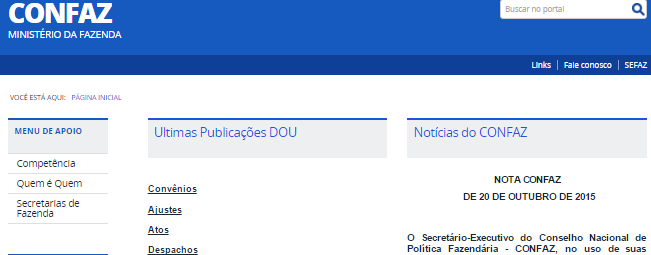 CONFAZ
MINISTÉRIO DA FAZENDA
Buscar no portal
Links
Fale conosco
SEFAZ
VOCÊ ESTÁ AQUI: PÁGINA INICIAL
MENU DE APOIO
Competência
Quem é Quem
Secretarias de
Fazenda
Ultimas Publicações DOU
Convênios
Ajustes
Atos
Despachos
Notícias do CONFAZ
NOTA CONFAZ
DE 20 DE OUTUBRO DE 2015
O Secretário-Executivo do Conselho Nacional de
Política Fazendária - CONFAZ, no uso de suas